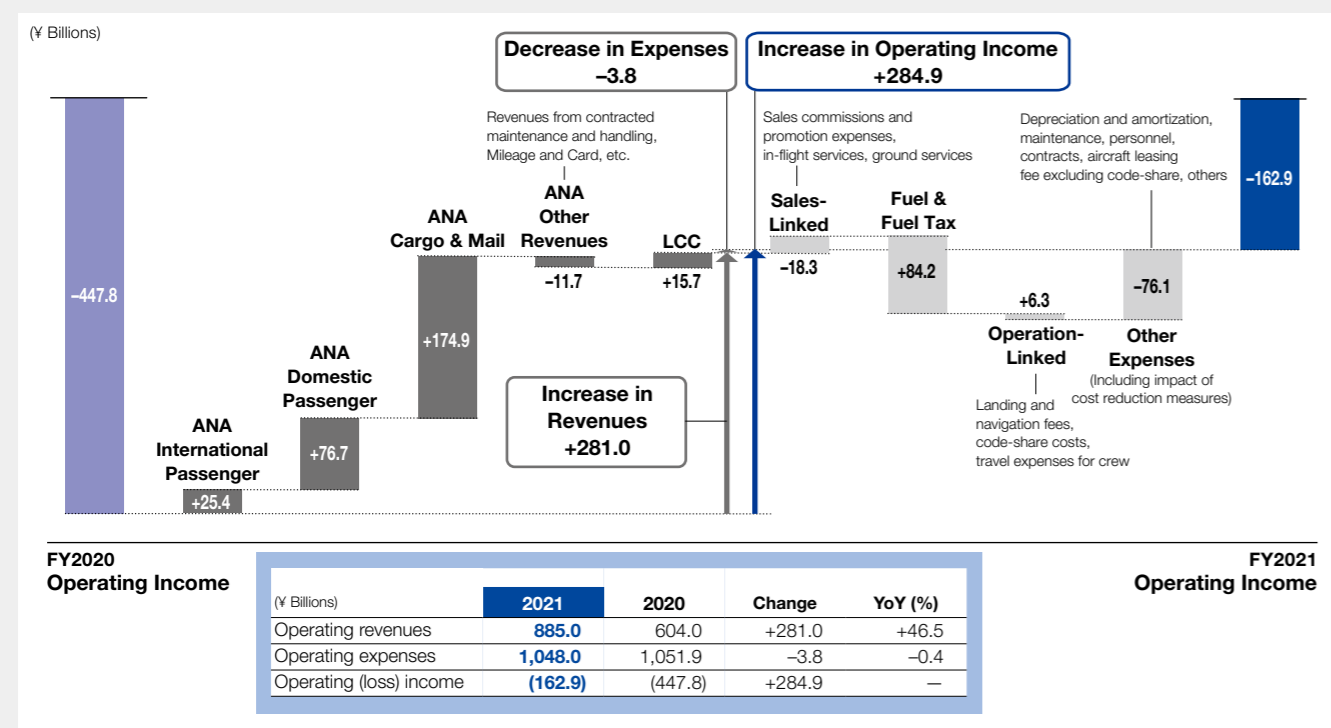 (¥ Billions)
Decrease in Expenses
–3.8
Increase in Operating Income
+284.9
Revenues from contracted
maintenance and handling,
Mileage and Card, etc.
Sales commissions and
promotion expenses,
in-flight services, ground services
Depreciation and amortization,
maintenance, personnel,
contracts, aircraft leasing
fee excluding code-share, others
–447.8
ANA
International
Passenger
+25.4
ANA
Domestic
Passenger
+76.7
ANA
Cargo & Mail
+174.9
ANA
Other
Revenues
–11.7
LCC
+15.7
Increase in
Revenues
+281.0
Sales-
Linked
–18.3
Fuel &
Fuel Tax
+84.2
+6.3
Operation-
Linked
Landing and
navigation fees,
code-share costs,
travel expenses for crew
–76.1
Other
Expenses
(Including impact of
cost reduction measures)
–162.9
FY2020
Operating Income
FY2021
Operating Income
(¥ Billions) 2021 2020 Change YoY (%)
Operating revenues 885.0 604.0 +281.0 +46.5
Operating expenses 1,048.0 1,051.9 –3.8 –0.4
Operating (loss) income (162.9) (447.8) +284.9 —